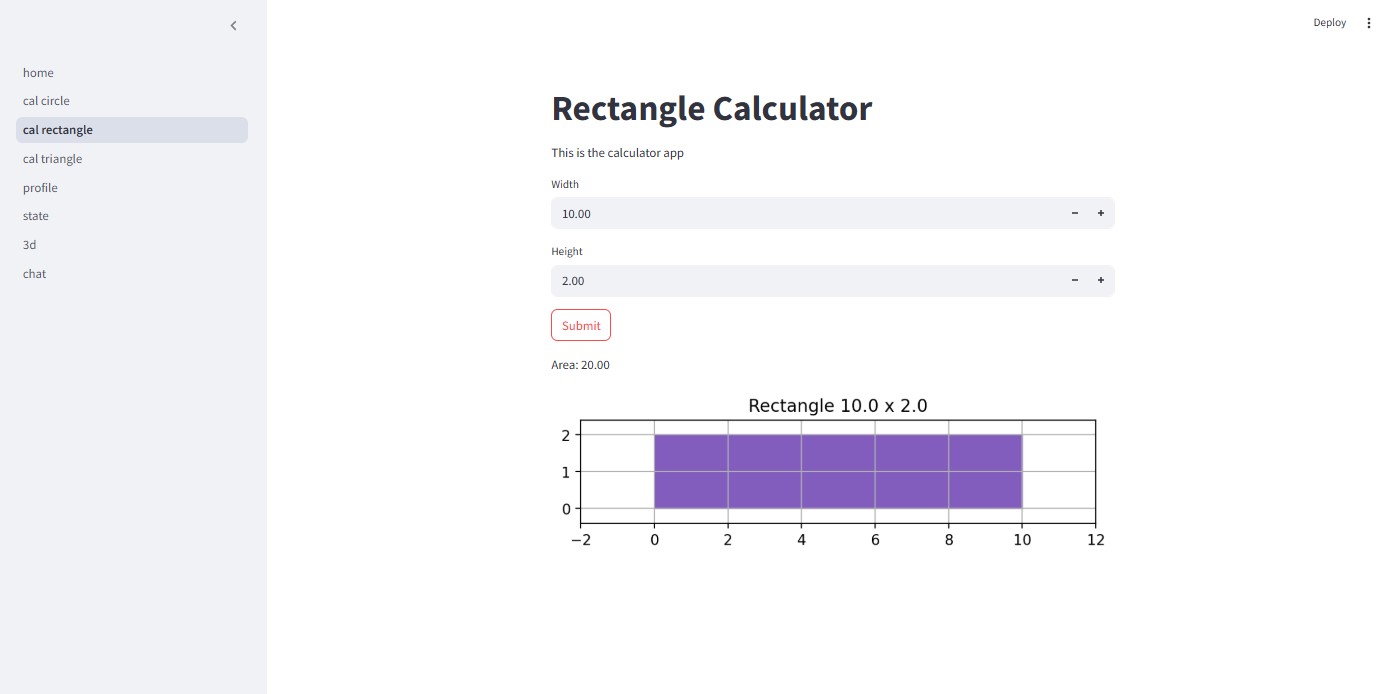 Deploy
home
cal circle
cal rectangle
cal triangle
profile
state
3d
chat
Rectangle Calculator
This is the calculator app
Width
10.00
Height
2.00
Submit
Area: 20.00
Rectangle 10.0 x 2.0
2
1
0
−2 0 2 4 6 8 10 12